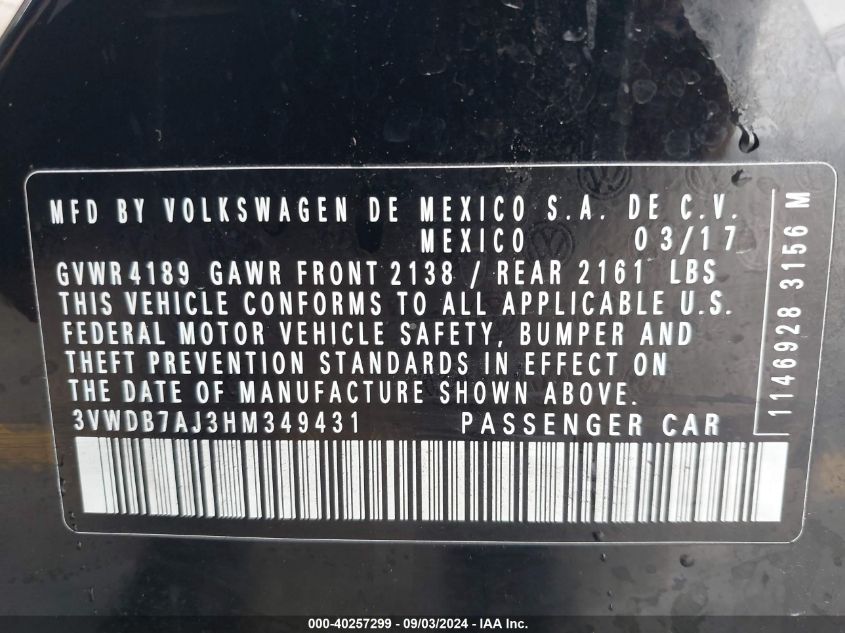 MFD BY VOLKSWAGEN DE MEXICO S.A. DE C.V.
MEXICO 03/17
GVWR 4189 GAWR FRONT 2138 / REAR 2161 LBS
THIS VEHICLE CONFORMS TO ALL APPLICABLE U.S.
FEDERAL MOTOR VEHICLE SAFETY, BUMPER AND
THEFT PREVENTION STANDARDS IN EFFECT ON
THE DATE OF MANUFACTURE SHOWN ABOVE.
3VWDB7AJ3HM349431 PASSENGER CAR
1146928 3156 M
000-40257299 - 09/03/2024 - IAA Inc.